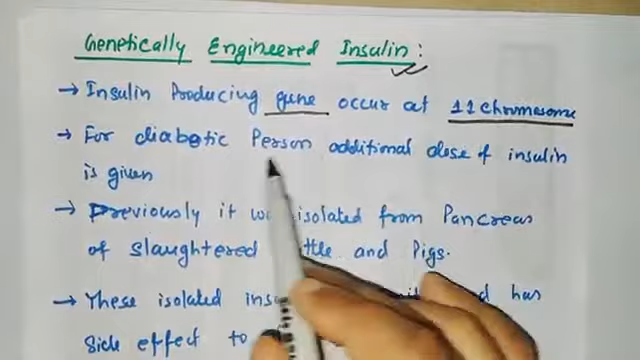 Genetically Engineered Insulin :
→ Insulin Producing gene occur at 11 chromosome
→ For diabetic Person additional dose of insulin
is given
→ Previously it isolated from Pancreas
of slaughtered and Pigs.
→ These isolated has
Side effect to